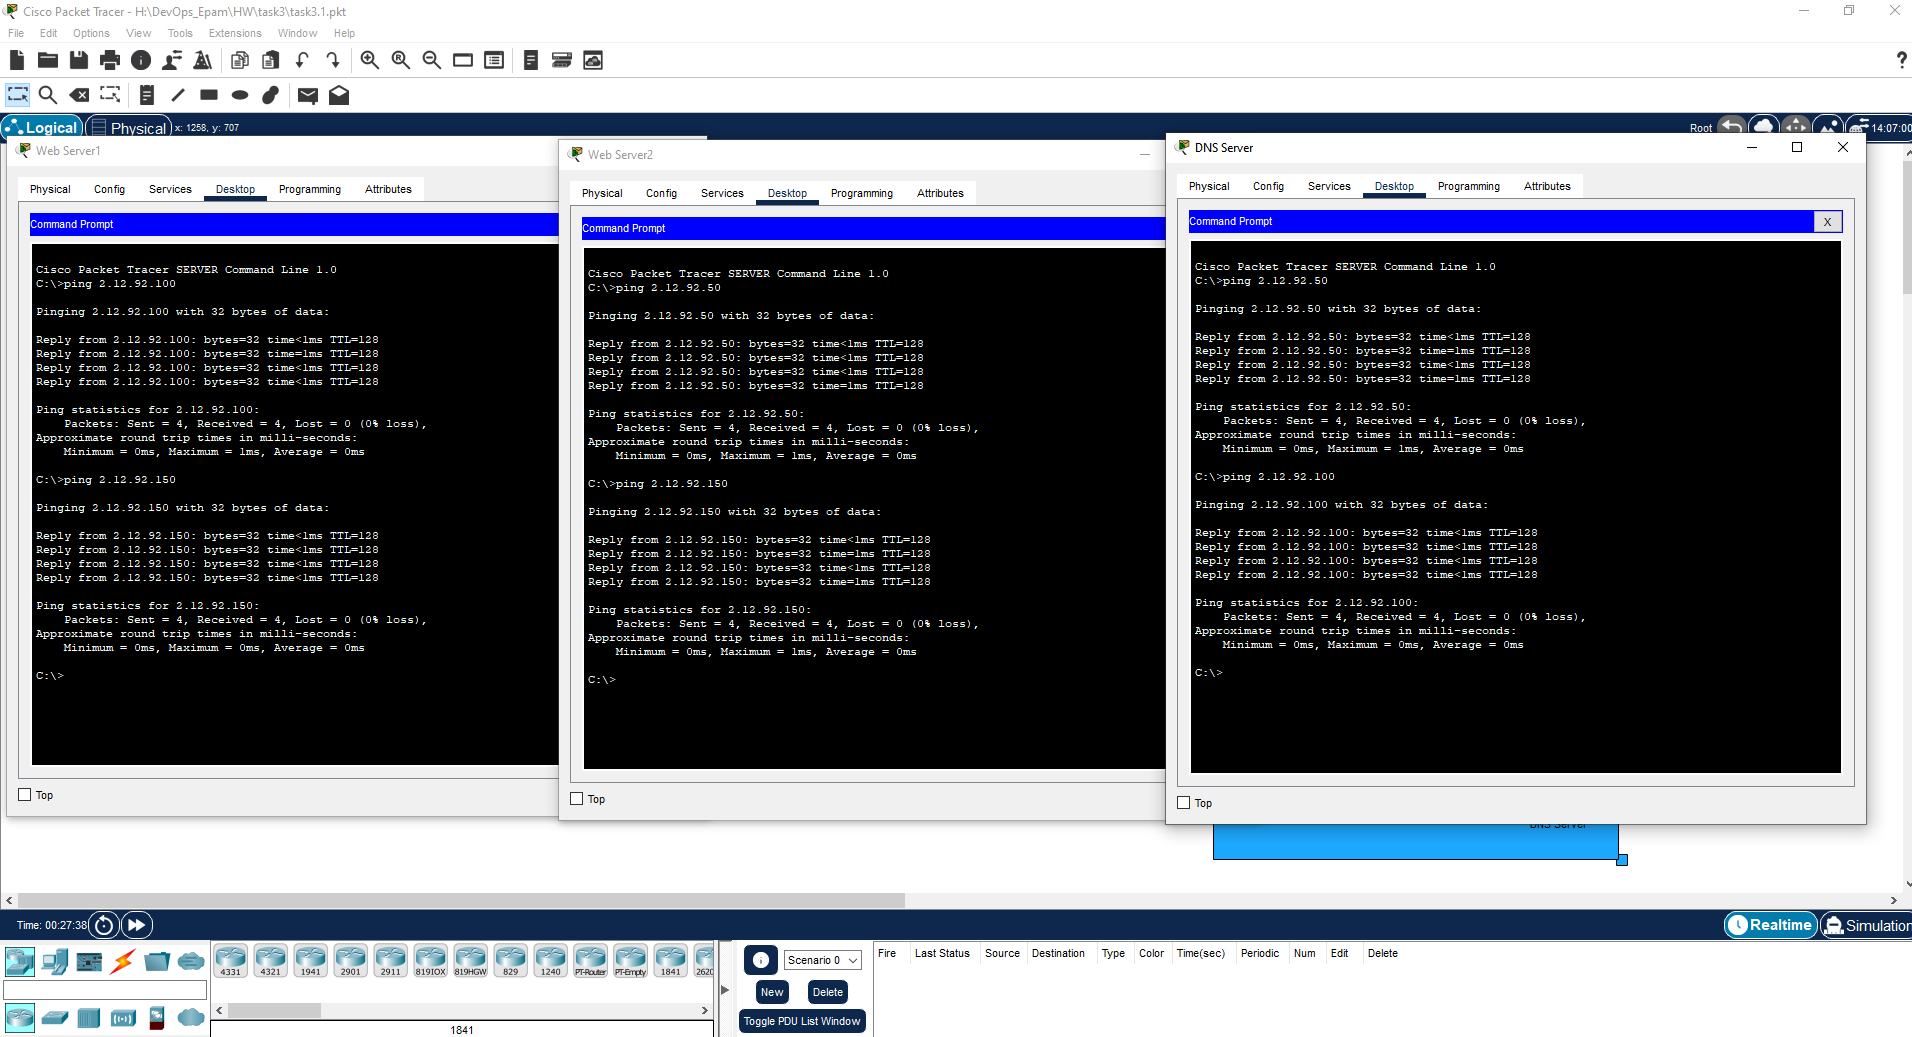 Cisco Packet Tracer - H:\DevOps_Epam\HW\task3\task3.1.pkt
File Edit Options View Tools Extensions Window Help
?
Logical Physical x: 1258, y: 707 Root 14:07:00
Web Server1
Physical Config Services Desktop Programming Attributes
Command Prompt
Cisco Packet Tracer SERVER Command Line 1.0
C:\>ping 2.12.92.100
Pinging 2.12.92.100 with 32 bytes of data:
Reply from 2.12.92.100: bytes=32 time<1ms TTL=128
Reply from 2.12.92.100: bytes=32 time=1ms TTL=128
Reply from 2.12.92.100: bytes=32 time<1ms TTL=128
Reply from 2.12.92.100: bytes=32 time<1ms TTL=128
Ping statistics for 2.12.92.100:
Packets: Sent = 4, Received = 4, Lost = 0 (0% loss),
Approximate round trip times in milli-seconds:
Minimum = 0ms, Maximum = 1ms, Average = 0ms
C:\>ping 2.12.92.150
Pinging 2.12.92.150 with 32 bytes of data:
Reply from 2.12.92.150: bytes=32 time<1ms TTL=128
Reply from 2.12.92.150: bytes=32 time<1ms TTL=128
Reply from 2.12.92.150: bytes=32 time<1ms TTL=128
Reply from 2.12.92.150: bytes=32 time<1ms TTL=128
Ping statistics for 2.12.92.150:
Packets: Sent = 4, Received = 4, Lost = 0 (0% loss),
Approximate round trip times in milli-seconds:
Minimum = 0ms, Maximum = 0ms, Average = 0ms
C:\>
Top
Web Server2
Physical Config Services Desktop Programming Attributes
Command Prompt
Cisco Packet Tracer SERVER Command Line 1.0
C:\>ping 2.12.92.50
Pinging 2.12.92.50 with 32 bytes of data:
Reply from 2.12.92.50: bytes=32 time<1ms TTL=128
Reply from 2.12.92.50: bytes=32 time<1ms TTL=128
Reply from 2.12.92.50: bytes=32 time<1ms TTL=128
Reply from 2.12.92.50: bytes=32 time=1ms TTL=128
Ping statistics for 2.12.92.50:
Packets: Sent = 4, Received = 4, Lost = 0 (0% loss),
Approximate round trip times in milli-seconds:
Minimum = 0ms, Maximum = 1ms, Average = 0ms
C:\>ping 2.12.92.150
Pinging 2.12.92.150 with 32 bytes of data:
Reply from 2.12.92.150: bytes=32 time<1ms TTL=128
Reply from 2.12.92.150: bytes=32 time=1ms TTL=128
Reply from 2.12.92.150: bytes=32 time<1ms TTL=128
Reply from 2.12.92.150: bytes=32 time=1ms TTL=128
Ping statistics for 2.12.92.150:
Packets: Sent = 4, Received = 4, Lost = 0 (0% loss),
Approximate round trip times in milli-seconds:
Minimum = 0ms, Maximum = 1ms, Average = 0ms
C:\>
Top
DNS Server
Physical Config Services Desktop Programming Attributes
Command Prompt X
Cisco Packet Tracer SERVER Command Line 1.0
C:\>ping 2.12.92.50
Pinging 2.12.92.50 with 32 bytes of data:
Reply from 2.12.92.50: bytes=32 time<1ms TTL=128
Reply from 2.12.92.50: bytes=32 time=1ms TTL=128
Reply from 2.12.92.50: bytes=32 time<1ms TTL=128
Reply from 2.12.92.50: bytes=32 time=1ms TTL=128
Ping statistics for 2.12.92.50:
Packets: Sent = 4, Received = 4, Lost = 0 (0% loss),
Approximate round trip times in milli-seconds:
Minimum = 0ms, Maximum = 1ms, Average = 0ms
C:\>ping 2.12.92.100
Pinging 2.12.92.100 with 32 bytes of data:
Reply from 2.12.92.100: bytes=32 time<1ms TTL=128
Reply from 2.12.92.100: bytes=32 time<1ms TTL=128
Reply from 2.12.92.100: bytes=32 time<1ms TTL=128
Reply from 2.12.92.100: bytes=32 time<1ms TTL=128
Ping statistics for 2.12.92.100:
Packets: Sent = 4, Received = 4, Lost = 0 (0% loss),
Approximate round trip times in milli-seconds:
Minimum = 0ms, Maximum = 0ms, Average = 0ms
C:\>
Top
DNS Server
Time: 00:27:38 Realtime Simulation
4331 4321 1941 2901 2911 819IOX 819HGW 829 1240 PT-Router PT-Empty 1841 2620
1841
Scenario 0
New Delete
Toggle PDU List Window
Fire Last Status Source Destination Type Color Time(sec) Periodic Num Edit Delete